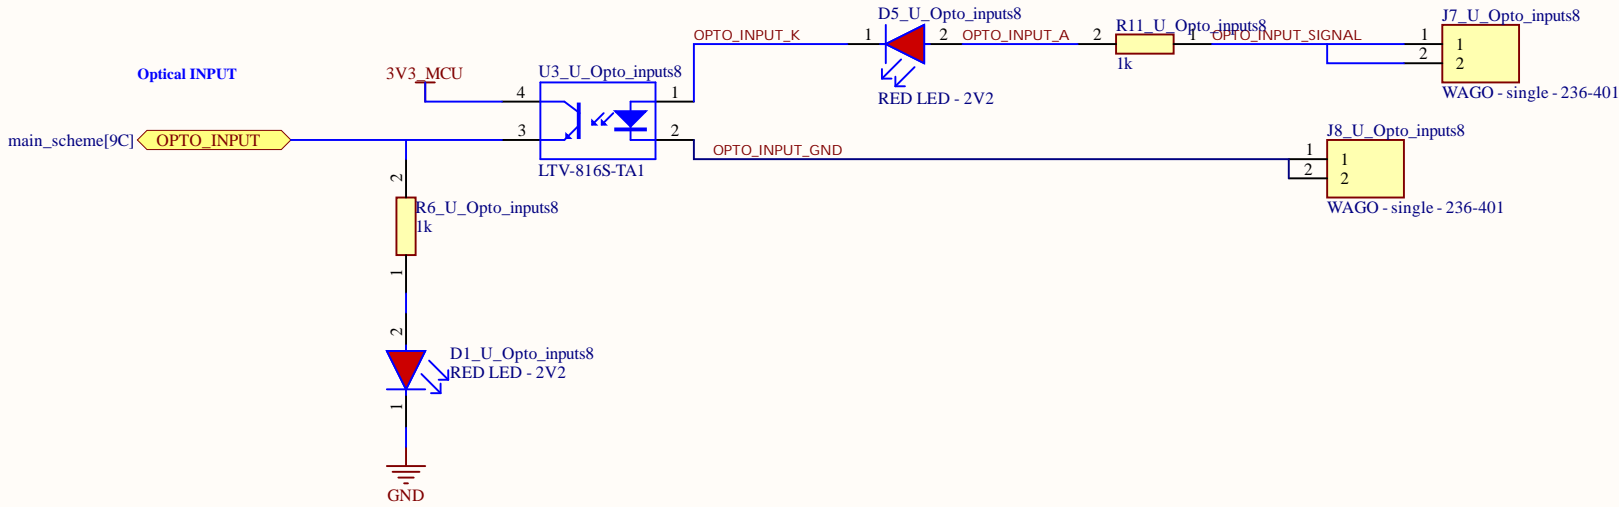 D5_U_Opto_inputs8
J7_U_Opto_inputs8
R11_U_Opto_inputs8
OPTO_INPUT_K
1
2
OPTO_INPUT_A
2
1
OPTO_INPUT_SIGNAL
1
1
2
2
1k
Optical INPUT
3V3_MCU
U3_U_Opto_inputs8
RED LED - 2V2
WAGO - single - 236-401
4
1
J8_U_Opto_inputs8
main_scheme[9C]
OPTO_INPUT
3
2
OPTO_INPUT_GND
1
1
2
2
LTV-816S-TA1
WAGO - single - 236-401
2
R6_U_Opto_inputs8
1k
1
2
D1_U_Opto_inputs8
RED LED - 2V2
1
GND